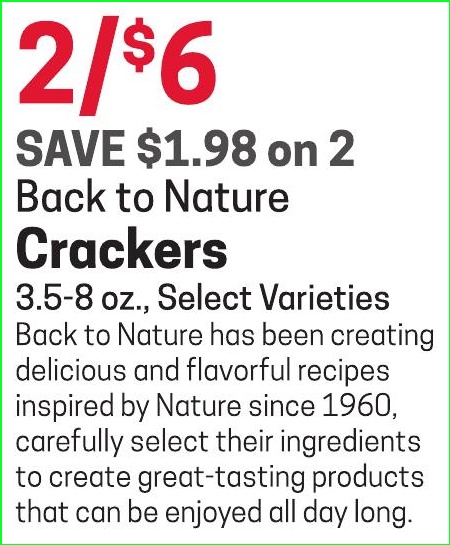 2/$6
SAVE $1.98 on 2
Back to Nature
Crackers
3.5-8 oz., Select Varieties
Back to Nature has been creating
delicious and flavorful recipes
inspired by Nature since 1960,
carefully select their ingredients
to create great-tasting products
that can be enjoyed all day long.